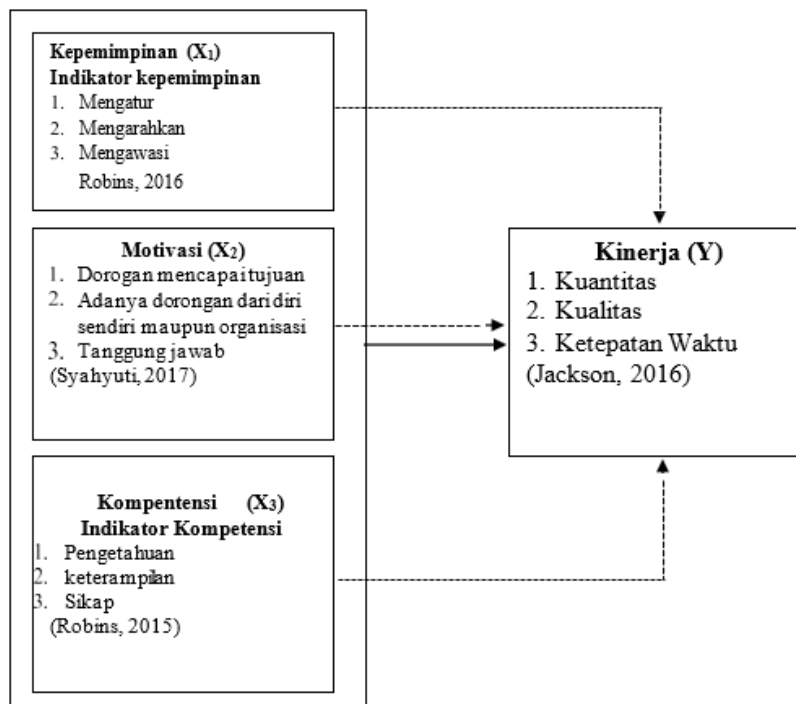 Kepemimpinan (X₁)
Indikator kepemimpinan
1. Mengatur
2. Mengarahkan
3. Mengawasi
Robins, 2016
Motivasi (X₂)
1. Dorogan mencapai tujuan
2. Adanya dorongan dari diri
sendiri maupun organisasi
3. Tanggung jawab
(Syahyuti, 2017)
Kompentensi (X₃)
Indikator Kompetensi
1. Pengetahuan
2. keterampilan
3. Sikap
(Robins, 2015)
Kinerja (Y)
1. Kuantitas
2. Kualitas
3. Ketepatan Waktu
(Jackson, 2016)